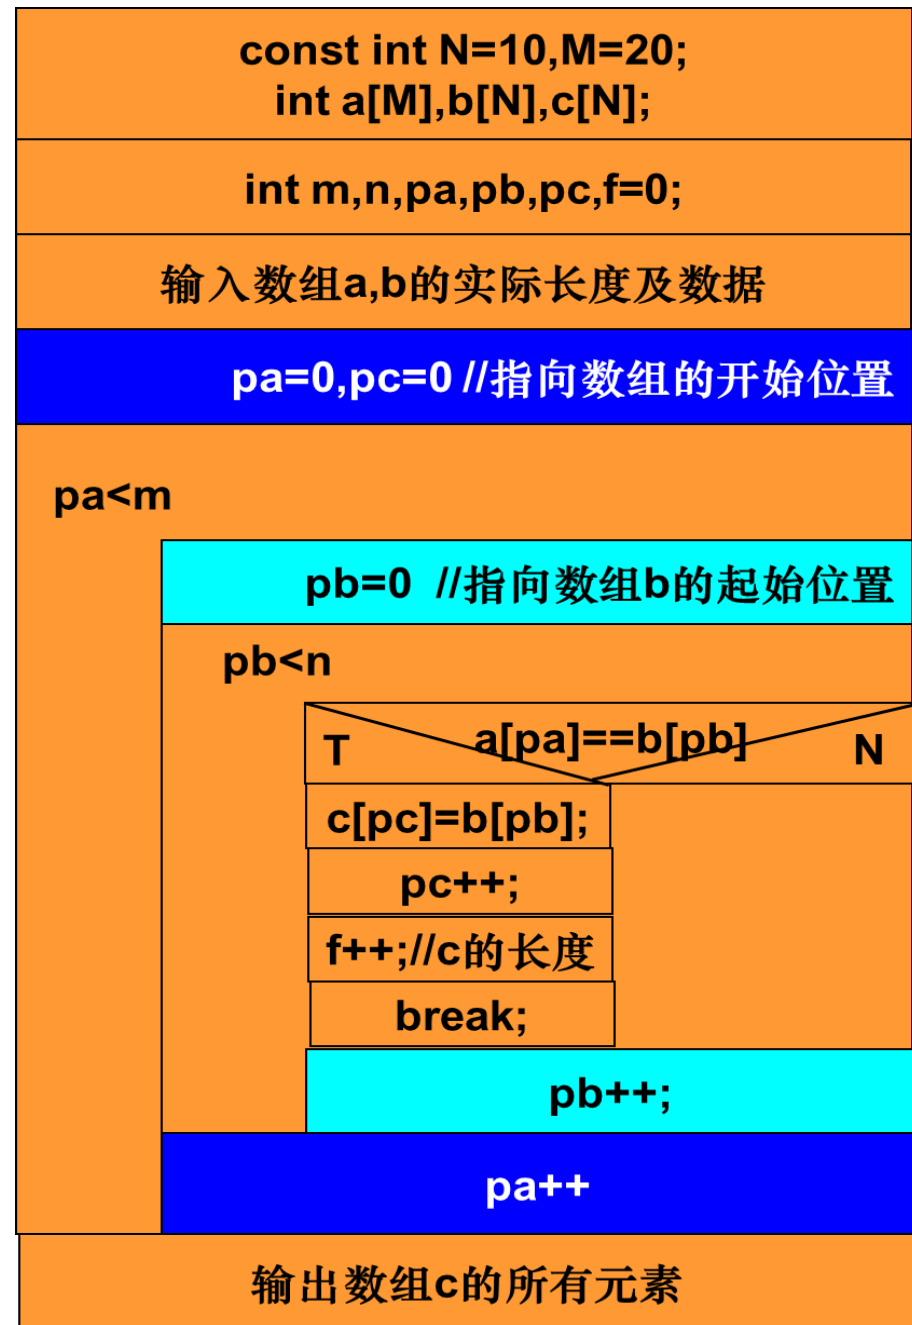 const int N=10,M=20;
int a[M],b[N],c[N];
int m,n,pa,pb,pc,f=0;
输入数组a,b的实际长度及数据
pa=0,pc=0 //指向数组的开始位置
pa<m
pb=0 //指向数组b的起始位置
pb<n
a[pa]==b[pb]
T
N
c[pc]=b[pb];
pc++;
f++;//c的长度
break;
pb++;
pa++
输出数组c的所有元素